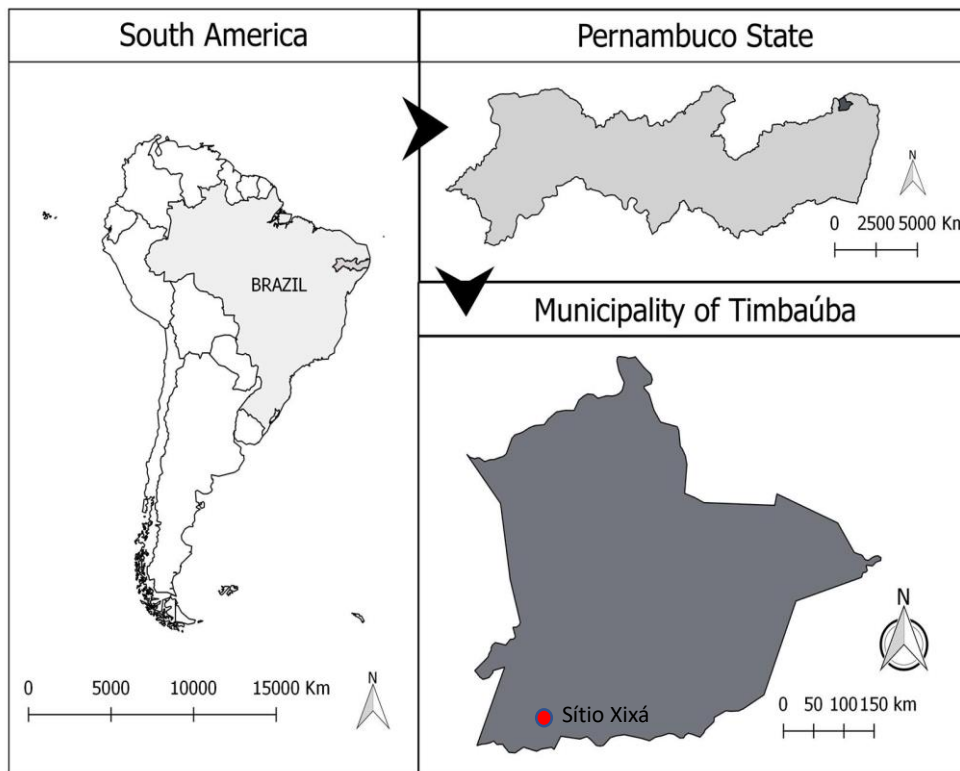 South America
BRAZIL
0 5000 10000 15000 Km
N
Pernambuco State
N
0 2500 5000 Km
Municipality of Timbaúba
N
Sítio Xixá
0 50 100 150 km